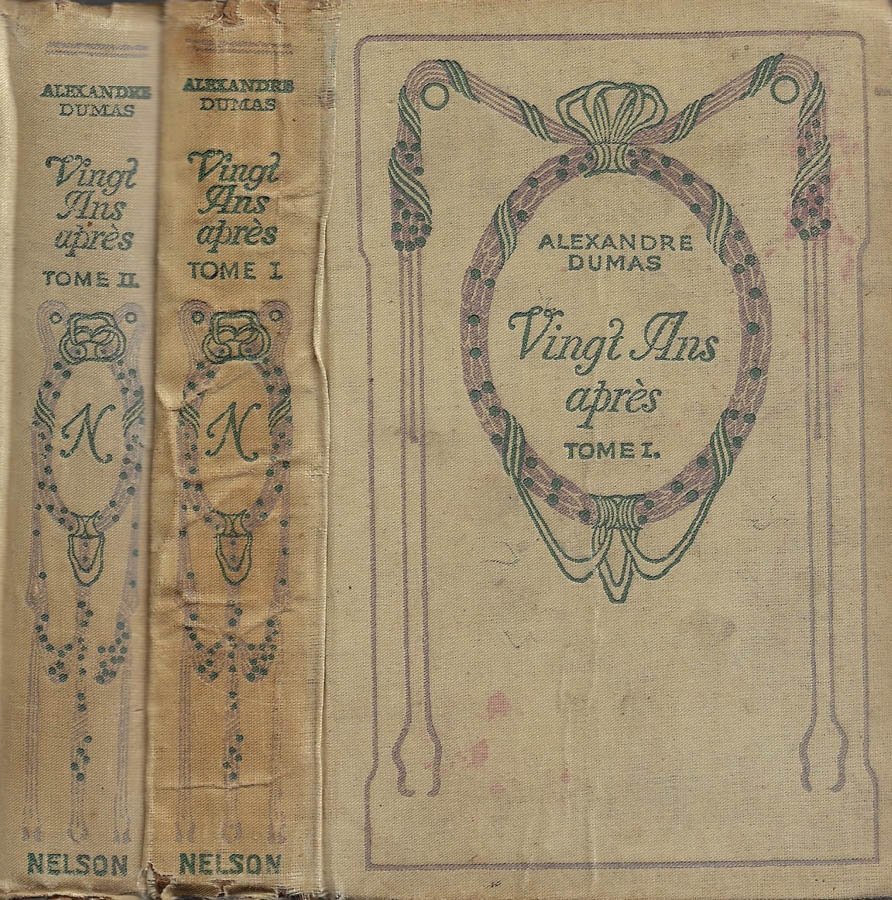 ALEXANDRE
DUMAS
Vingt
Ans
après
TOME II.
N
NELSON
ALEXANDRE
DUMAS
Vingt
Ans
après
TOME I.
N
NELSON
ALEXANDRE
DUMAS
Vingt Ans
après
TOME I.